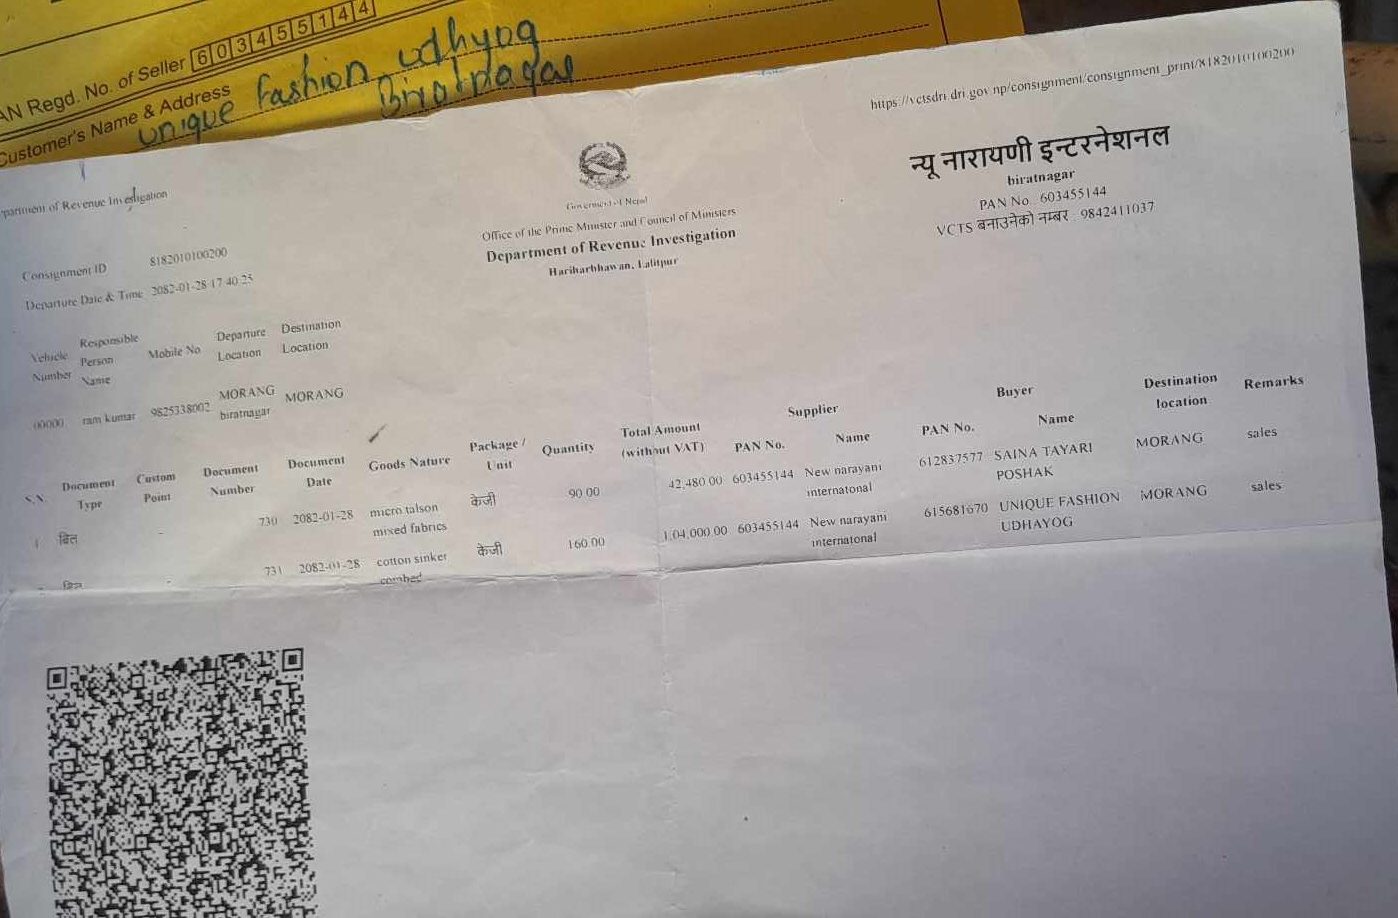 AN Regd. No. of Seller 603455144
Customer's Name & Address
unique fashion udhyog
Biratnagar
https://vctsdri.dri.gov.np/consignment/consignment_print/8182010100200
partment of Revenue Investigation
Goverment of Nepal
Office of the Prime Minister and Council of Ministers
Department of Revenue Investigation
Hariharbhawan, Lalitpur
न्यू नारायणी इन्टरनेशनल
biratnagar
PAN No. 603455144
VCTS बनाउनेको नम्बर : 9842411037
Consignment ID 8182010100200
Departure Date & Time 2082-01-28 17:40:25
Vehicle Number Responsible Person Name Mobile No Departure Location Destination Location
00000 ram kumar 9825338002 MORANG biratnagar MORANG
Supplier Buyer
S.N. Document Type Custom Point Document Number Document Date Goods Nature Package / Unit Quantity Total Amount (without VAT) PAN No. Name PAN No. Name Destination location Remarks
1 बिल - 730 2082-01-28 micro talson mixed fabrics केजी 90.00 42,480.00 603455144 New narayani internatonal 612837577 SAINA TAYARI POSHAK MORANG sales
बिल - 731 2082-01-28 cotton sinker combed केजी 160.00 1,04,000.00 603455144 New narayani internatonal 615681670 UNIQUE FASHION UDHAYOG MORANG sales